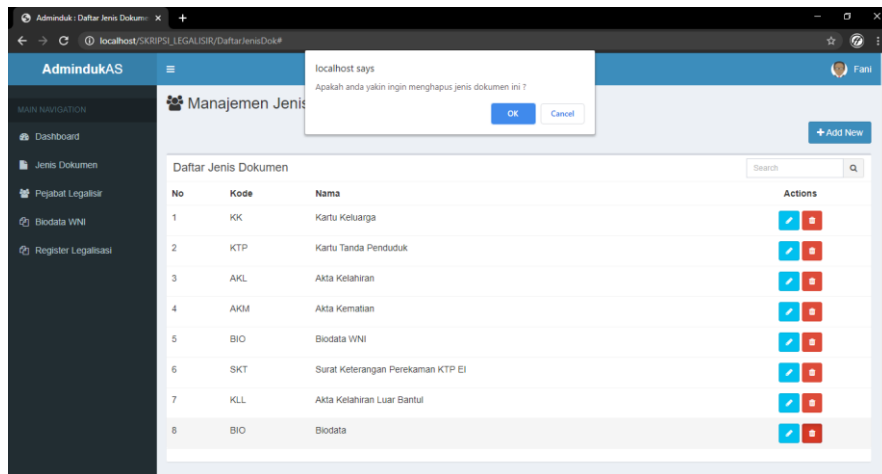 Adminduk : Daftar Jenis Dokume
localhost/SKRIPSI_LEGALISIR/DaftarJenisDok#
AdmindukAS
Fani
localhost says
Apakah anda yakin ingin menghapus jenis dokumen ini ?
OK Cancel
MAIN NAVIGATION
Dashboard
Jenis Dokumen
Pejabat Legalisir
Biodata WNI
Register Legalisasi
Manajemen Jenis
+ Add New
Daftar Jenis Dokumen
Search
No Kode Nama Actions
1 KK Kartu Keluarga
2 KTP Kartu Tanda Penduduk
3 AKL Akta Kelahiran
4 AKM Akta Kematian
5 BIO Biodata WNI
6 SKT Surat Keterangan Perekaman KTP El
7 KLL Akta Kelahiran Luar Bantul
8 BIO Biodata